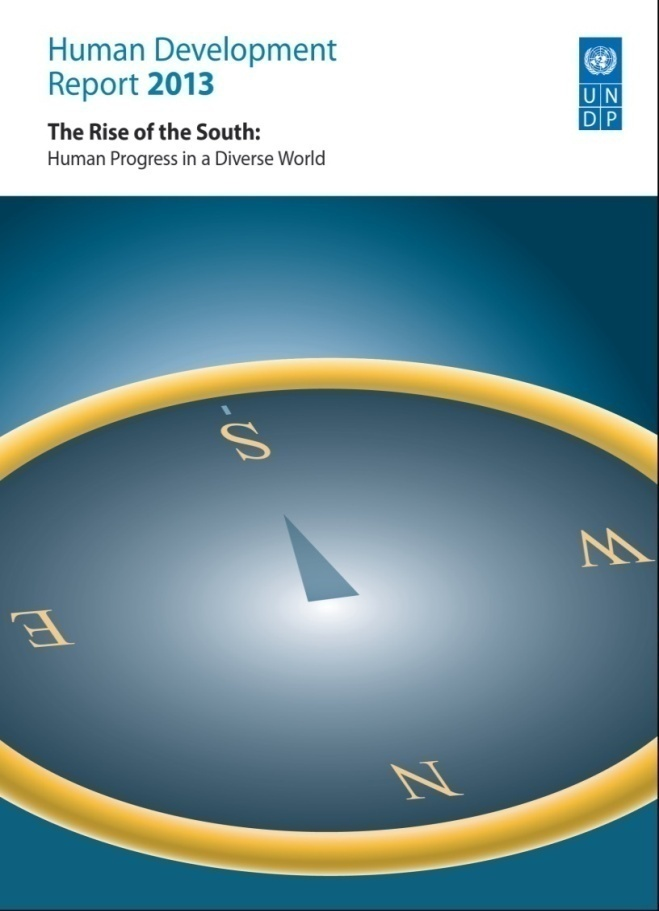 Human Development
Report 2013
The Rise of the South:
Human Progress in a Diverse World
U N
D P
S
W
E
N